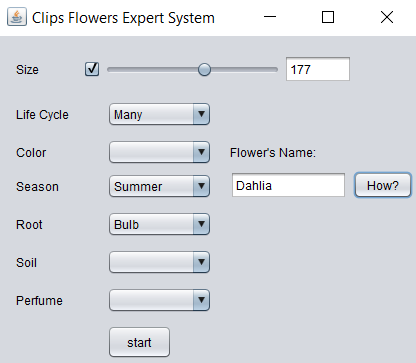 Clips Flowers Expert System
Size 177
Life Cycle Many
Color Flower's Name:
Season Summer Dahlia How?
Root Bulb
Soil
Perfume
start